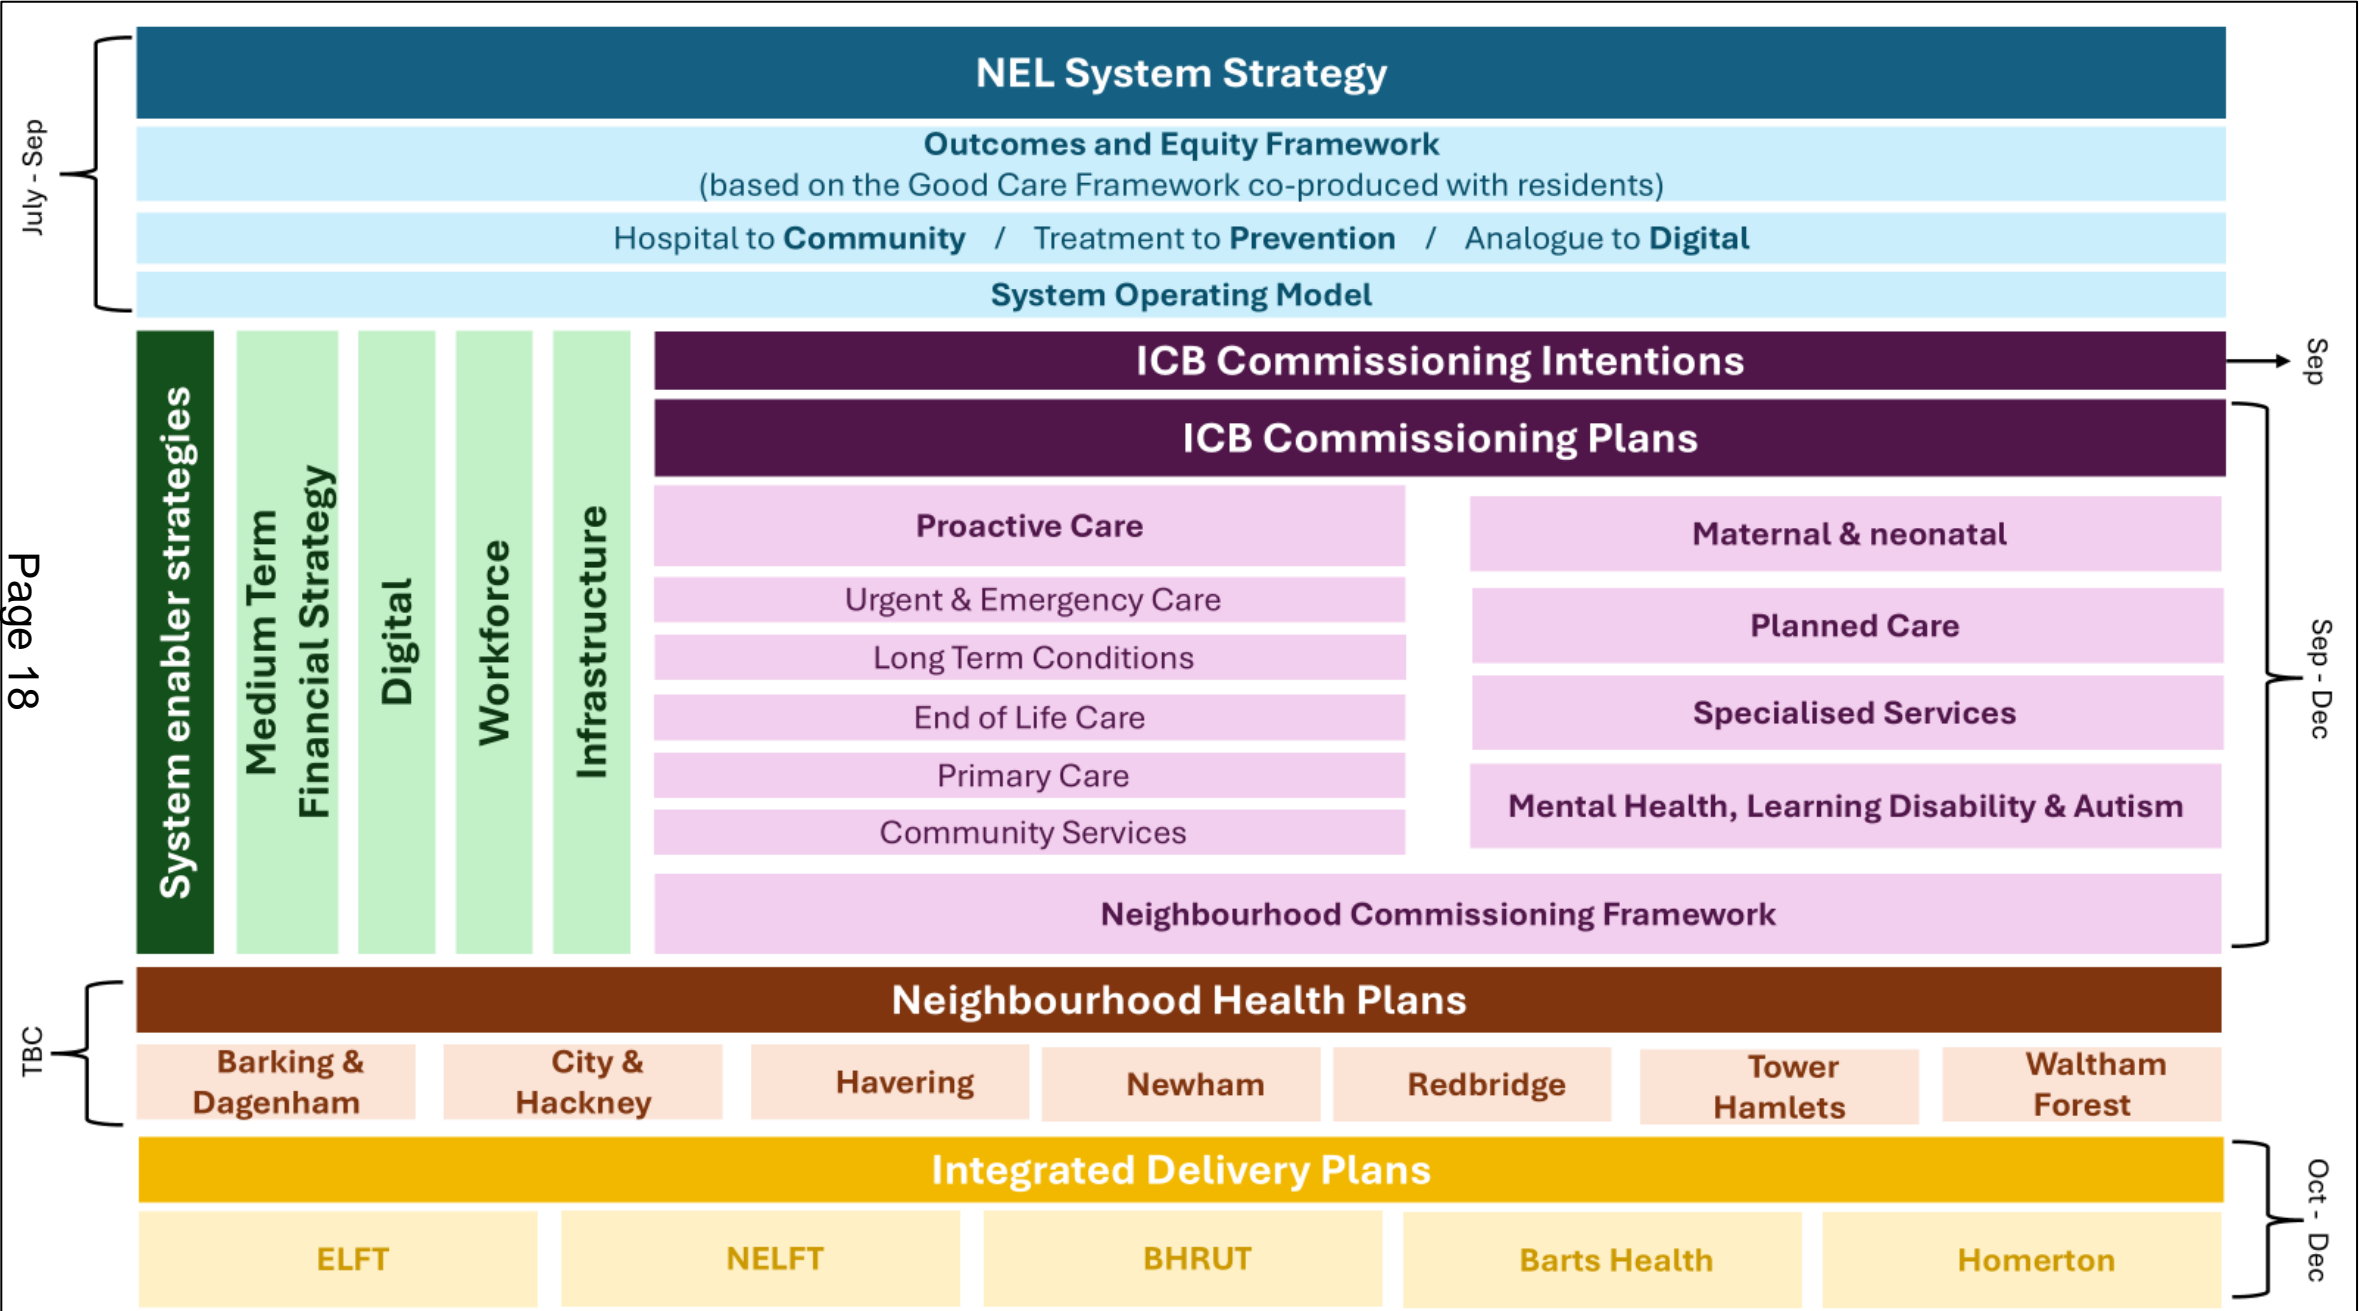 NEL System Strategy
Outcomes and Equity Framework
(based on the Good Care Framework co-produced with residents)
Hospital to Community / Treatment to Prevention / Analogue to Digital
System Operating Model
July - Sep
System enabler strategies
Medium Term
Financial Strategy
Digital
Workforce
Infrastructure
ICB Commissioning Intentions
Sep
ICB Commissioning Plans
Proactive Care
Urgent & Emergency Care
Long Term Conditions
End of Life Care
Primary Care
Community Services
Maternal & neonatal
Planned Care
Specialised Services
Mental Health, Learning Disability & Autism
Neighbourhood Commissioning Framework
Sep - Dec
Neighbourhood Health Plans
TBC
Barking &
Dagenham
City &
Hackney
Havering
Newham
Redbridge
Tower
Hamlets
Waltham
Forest
Integrated Delivery Plans
Oct - Dec
ELFT
NELFT
BHRUT
Barts Health
Homerton
Page 18